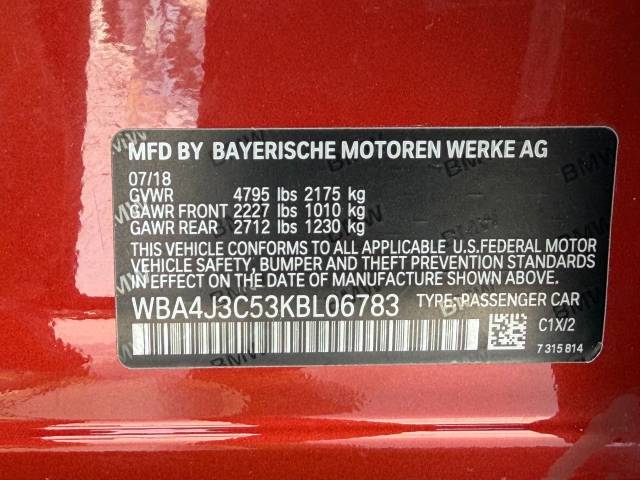 MFD BY BAYERISCHE MOTOREN WERKE AG
07/18
GVWR 4795 lbs 2175 kg
GAWR FRONT 2227 lbs 1010 kg
GAWR REAR 2712 lbs 1230 kg
THIS VEHICLE CONFORMS TO ALL APPLICABLE U.S.FEDERAL MOTOR
VEHICLE SAFETY, BUMPER AND THEFT PREVENTION STANDARDS
IN EFFECT ON THE DATE OF MANUFACTURE SHOWN ABOVE.
WBA4J3C53KBL06783 TYPE: PASSENGER CAR
C1X/2
7 315 814